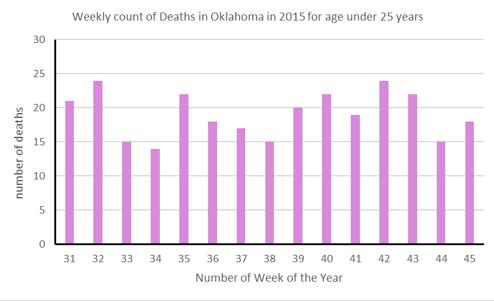 Weekly count of Deaths in Oklahoma in 2015 for age under 25 years
30
25
20
15
10
5
0
number of deaths
31 32 33 34 35 36 37 38 39 40 41 42 43 44 45
Number of Week of the Year